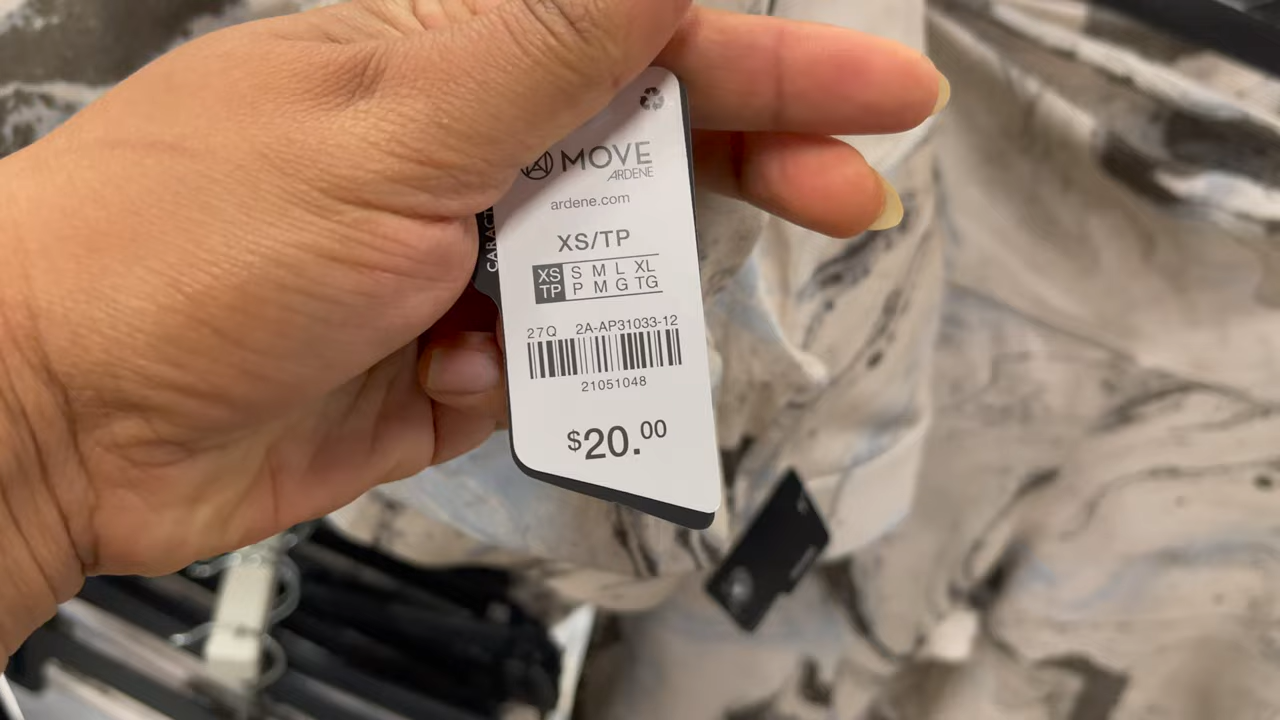 MOVE
ARDENE
ardene.com
XS/TP
XS S M L XL
TP P M G TG
27Q 2A-AP31033-12
21051048
$20.00